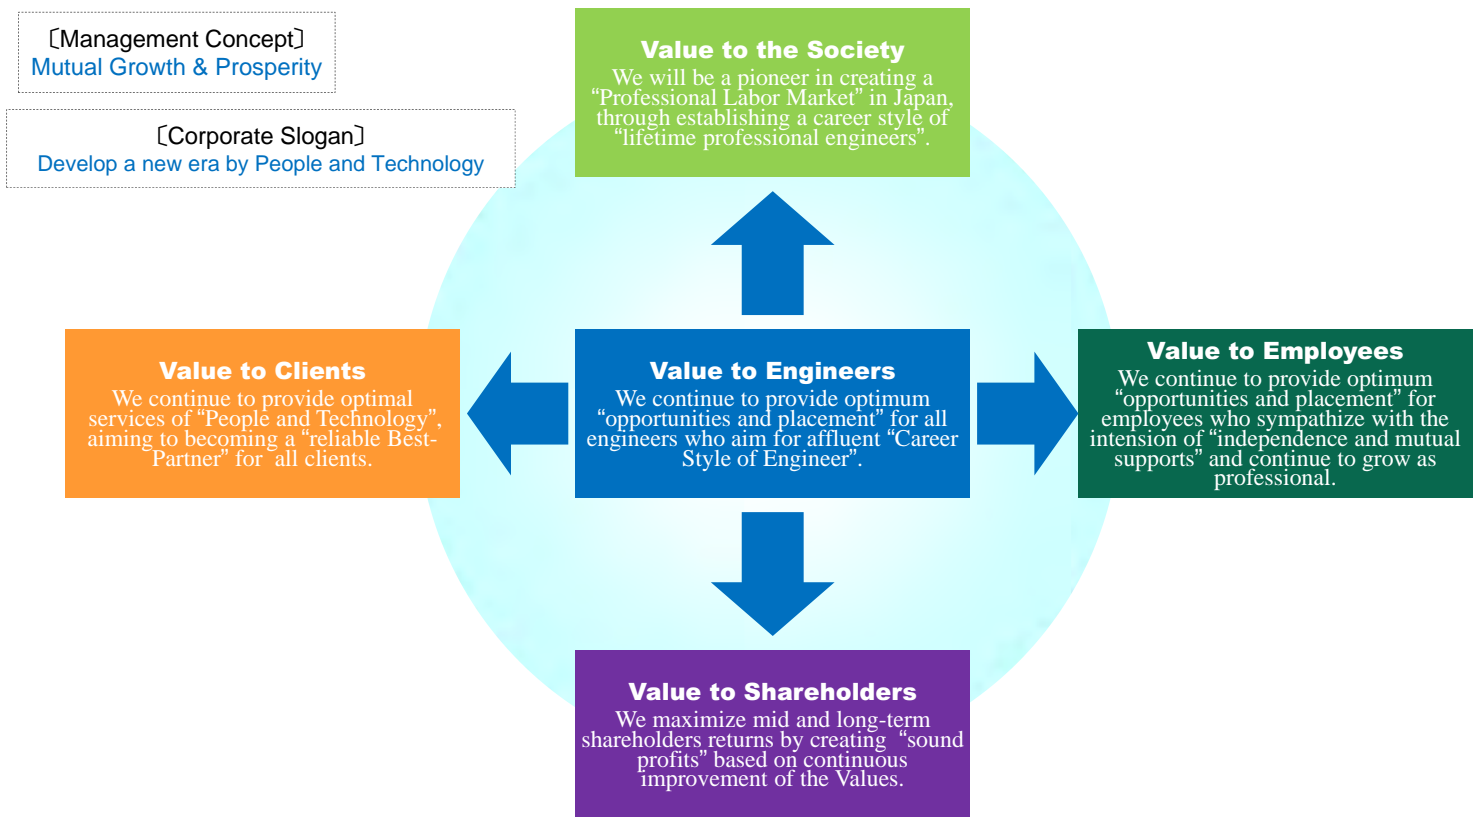 〔Management Concept〕
Mutual Growth & Prosperity
〔Corporate Slogan〕
Develop a new era by People and Technology
Value to the Society
We will be a pioneer in creating a
“Professional Labor Market” in Japan,
through establishing a career style of
“lifetime professional engineers”.
Value to Clients
We continue to provide optimal
services of “People and Technology”,
aiming to becoming a “reliable Best-
Partner” for all clients.
Value to Engineers
We continue to provide optimum
“opportunities and placement” for all
engineers who aim for affluent “Career
Style of Engineer”.
Value to Employees
We continue to provide optimum
“opportunities and placement” for
employees who sympathize with the
intension of “independence and mutual
supports” and continue to grow as
professional.
Value to Shareholders
We maximize mid and long-term
shareholders returns by creating “sound
profits” based on continuous
improvement of the Values.